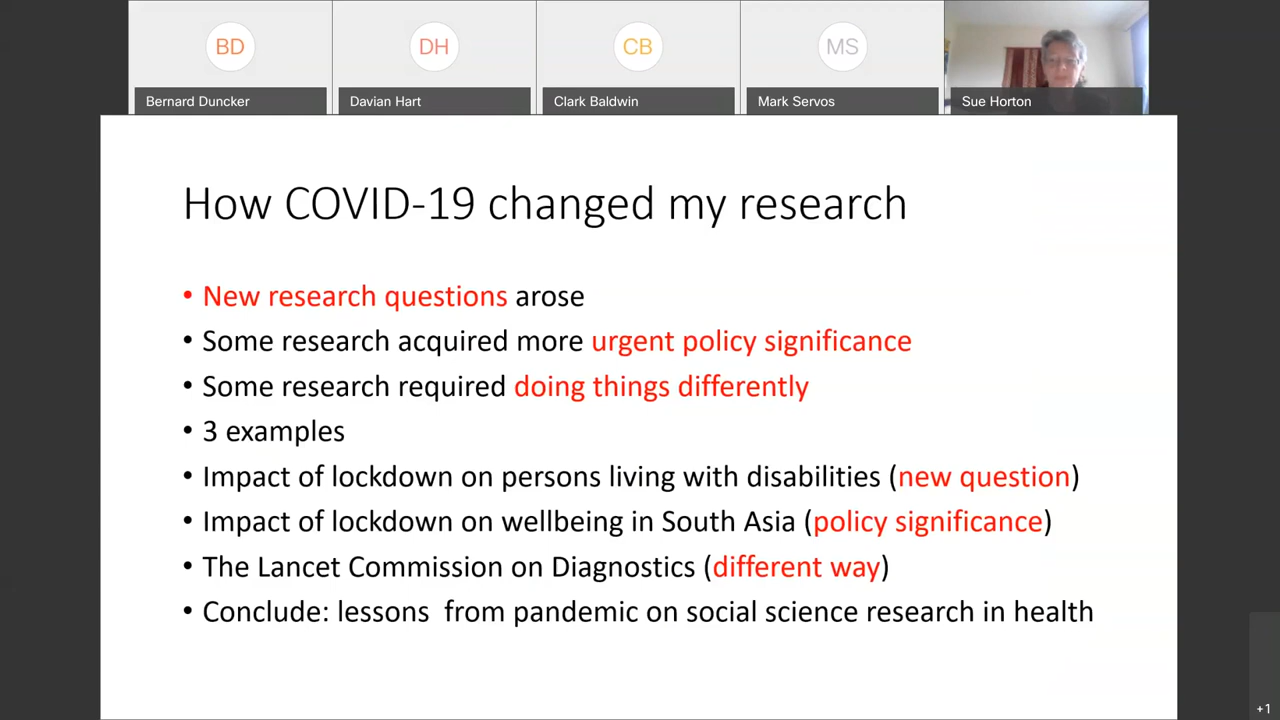 BD
DH
CB
MS
Bernard Duncker
Davian Hart
Clark Baldwin
Mark Servos
Sue Horton
How COVID-19 changed my research
• New research questions arose
• Some research acquired more urgent policy significance
• Some research required doing things differently
• 3 examples
• Impact of lockdown on persons living with disabilities (new question)
• Impact of lockdown on wellbeing in South Asia (policy significance)
• The Lancet Commission on Diagnostics (different way)
• Conclude: lessons from pandemic on social science research in health
+1